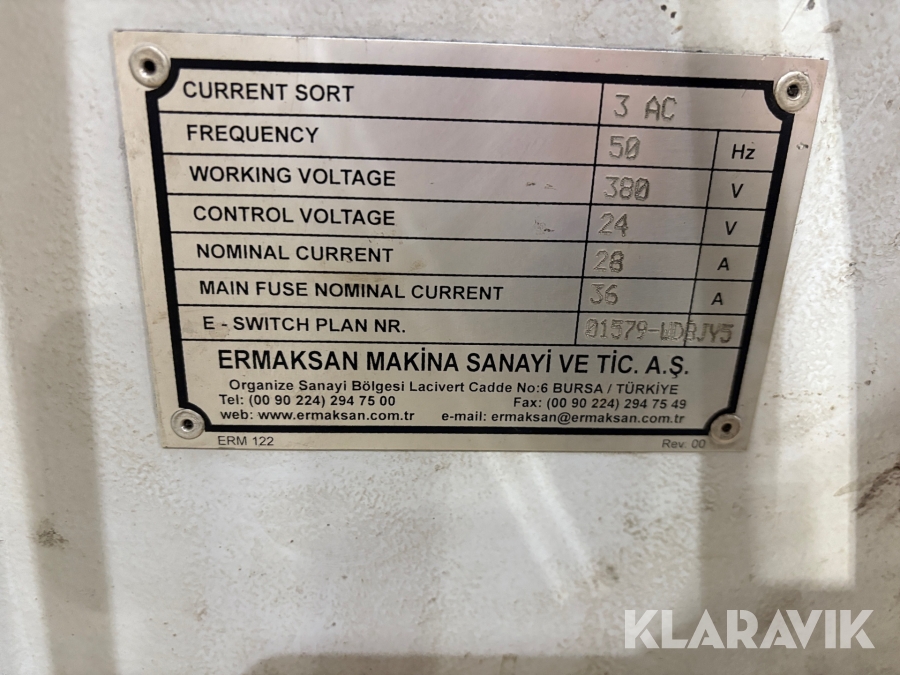 CURRENT SORT 3 AC
FREQUENCY 50 Hz
WORKING VOLTAGE 380 V
CONTROL VOLTAGE 24 V
NOMINAL CURRENT 28 A
MAIN FUSE NOMINAL CURRENT 36 A
E - SWITCH PLAN NR.
ERMAKSAN MAKİNA SANAYİ VE TİC. A.Ş.
Organize Sanayi Bölgesi Lacivert Cadde No:6 BURSA / TÜRKİYE
Tel: (00 90 224) 294 75 00 Fax: (00 90 224) 294 75 49
web: www.ermaksan.com.tr e-mail: ermaksan@ermaksan.com.tr
ERM 122 Rev. 00
KLARAVIK